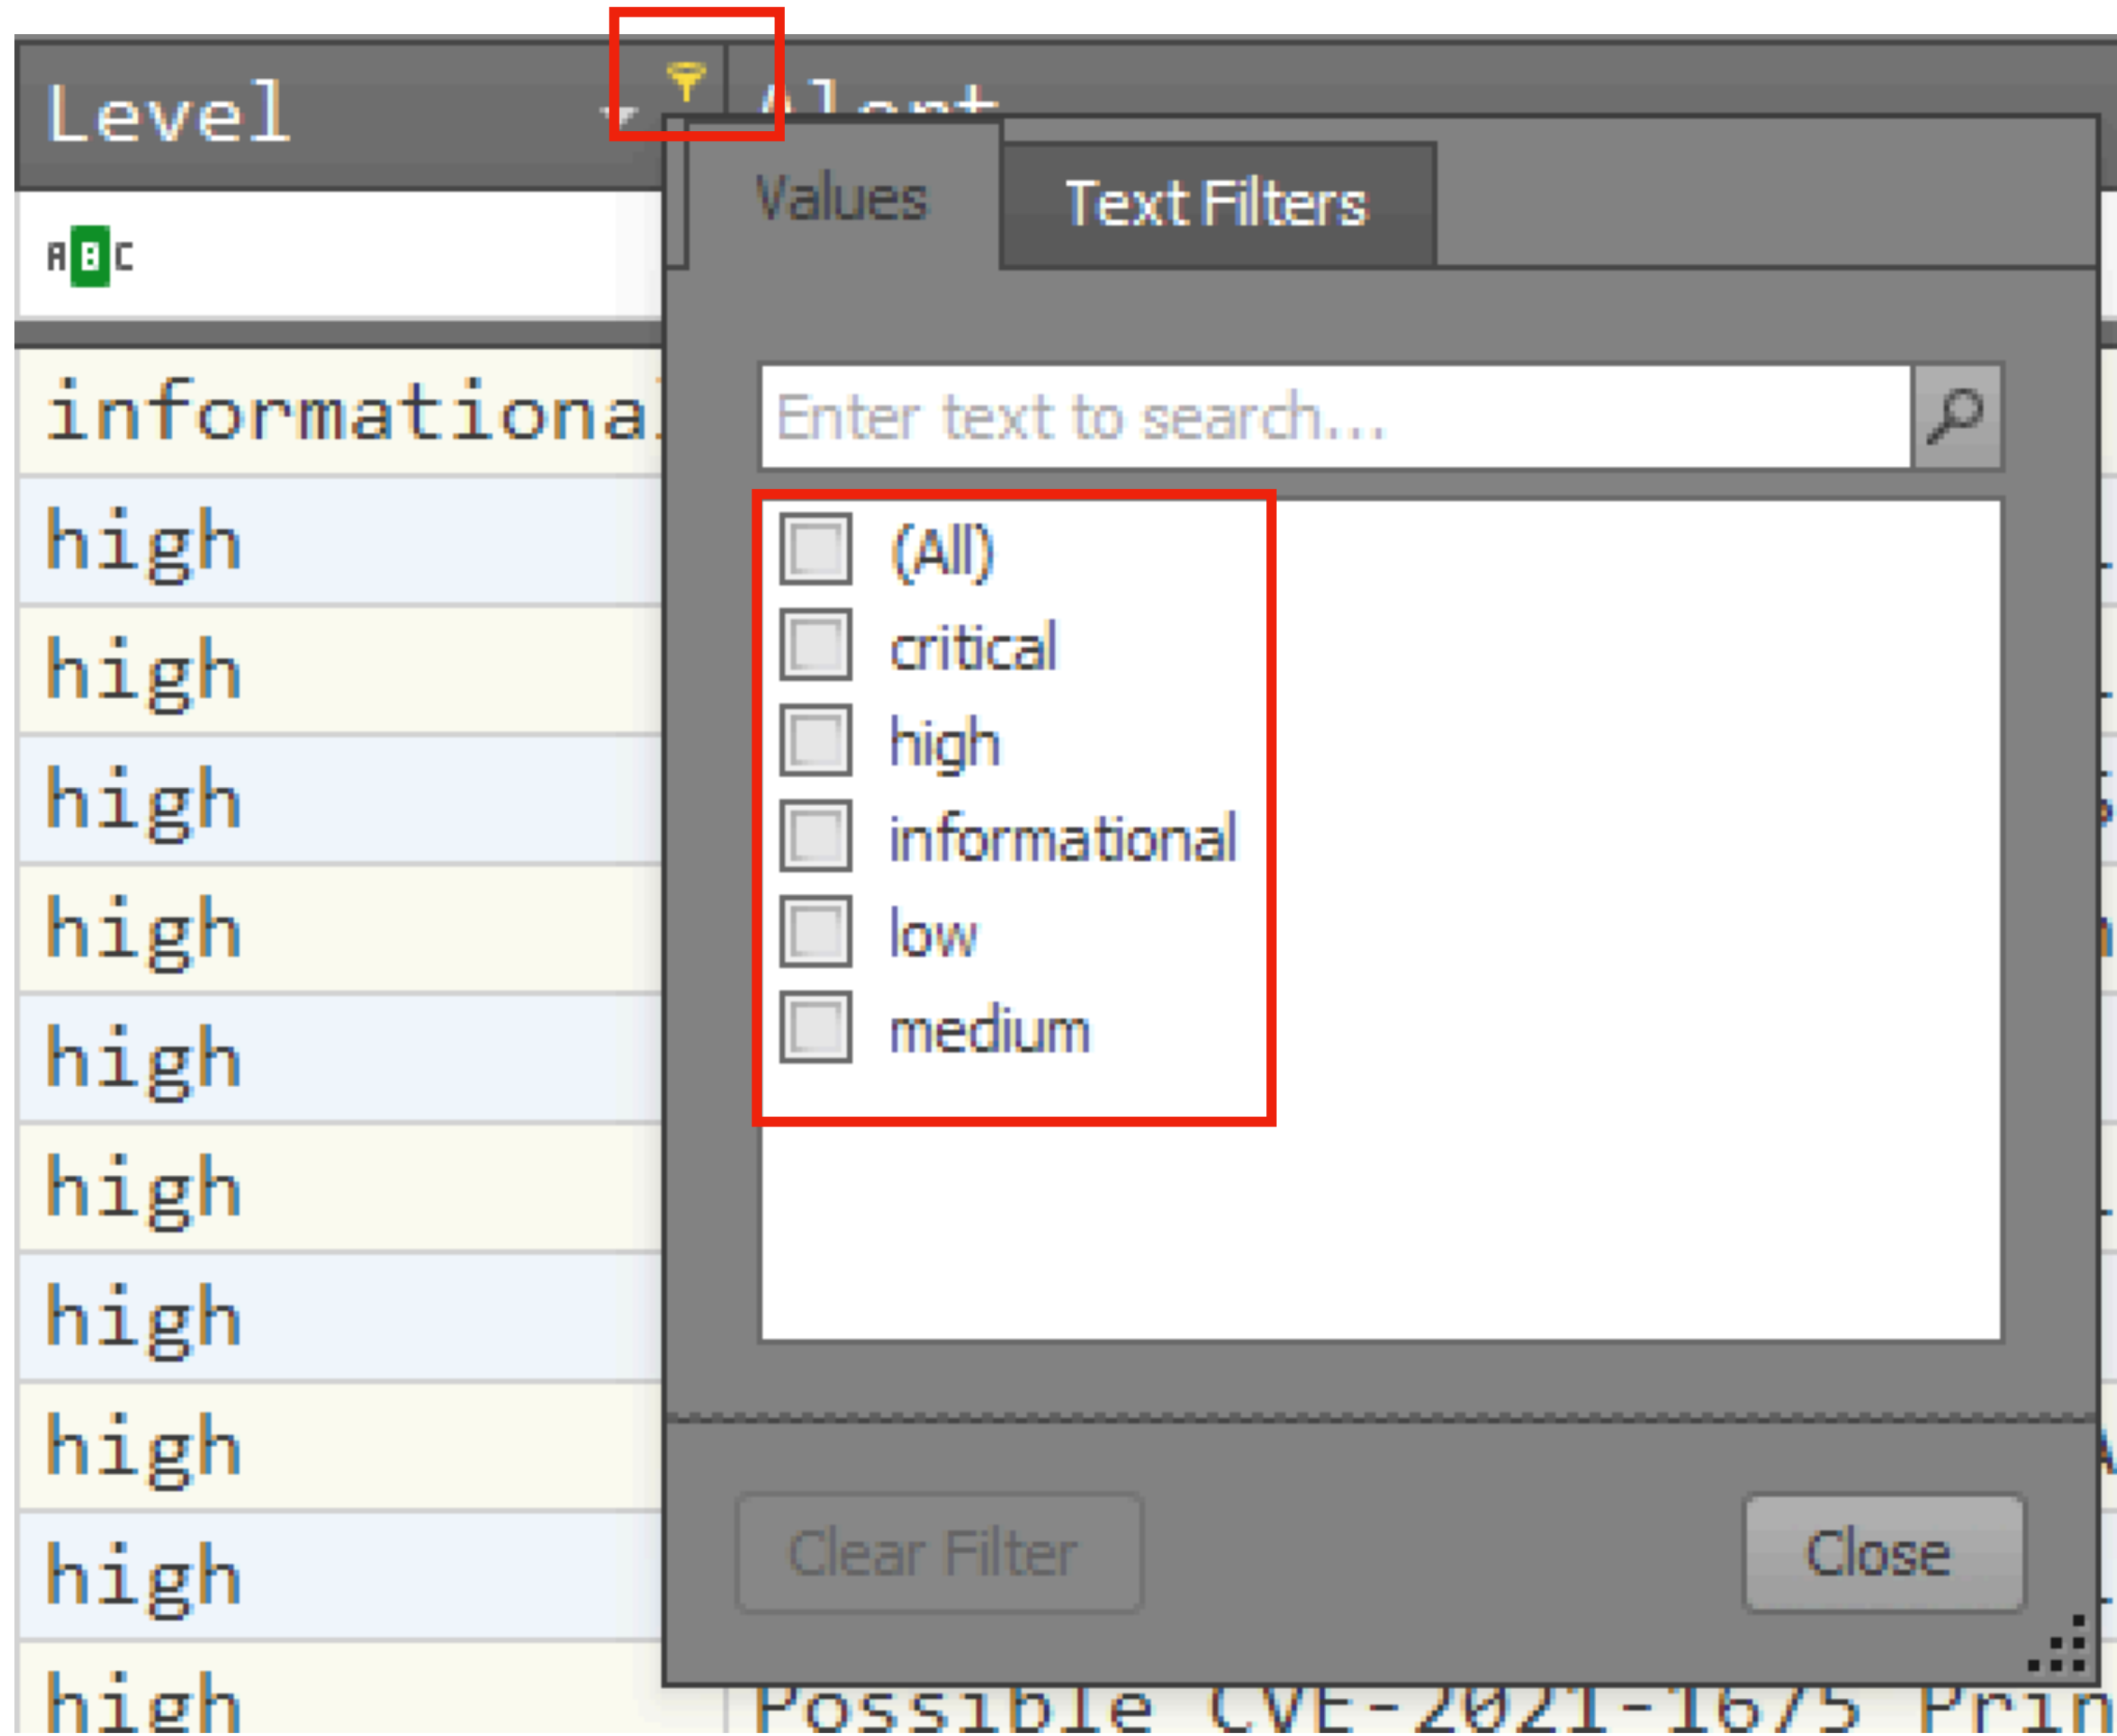 Level
Alert
Values
Text Filters
ABC
Enter text to search...
informational
(All)
critical
high
informational
low
medium
high
high
high
high
high
high
high
high
high
high
Clear Filter
Close
Possible CVE-2021-1675 Prin